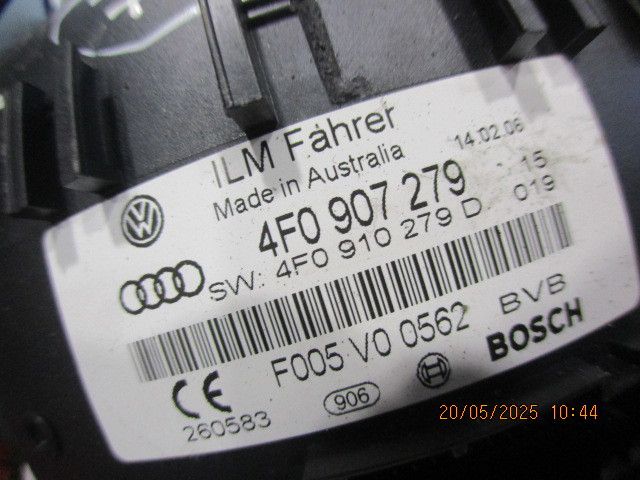 ILM Fahrer
14.02.06
Made in Australia
4F0 907 279
15
SW: 4F0 910 279 D
019
F005 V0 0562
BVB
CE
260583
906
BOSCH
20/05/2025 10:44